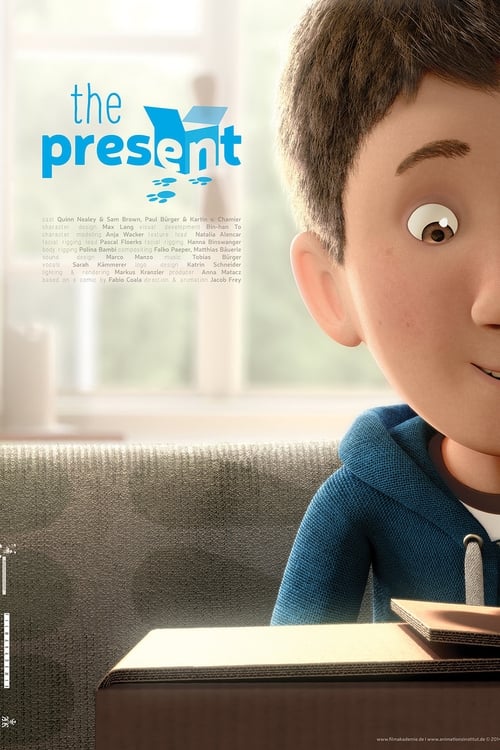 the
present
cast Quinn Nealey & Sam Brown, Paul Bürger & Karlin v. Chamier
character design Max Lang visual development Bin-han To
character modeling Anja Wacker texture lead Natalia Alencar
facial rigging lead Pascal Floerks facial rigging Hanna Binswanger
body rigging Polina Bambi compositing Falko Paeper, Matthias Bäuerle
sound design Marco Manzo music Tobias Bürger
vocals Sarah Kämmerer logo design Katrin Schneider
lighting & rendering Markus Kranzler producer Anna Matacz
based on a comic by Fabio Coala direction & animation Jacob Frey
www.filmakademie.de I www.animationsinstitut.de ©